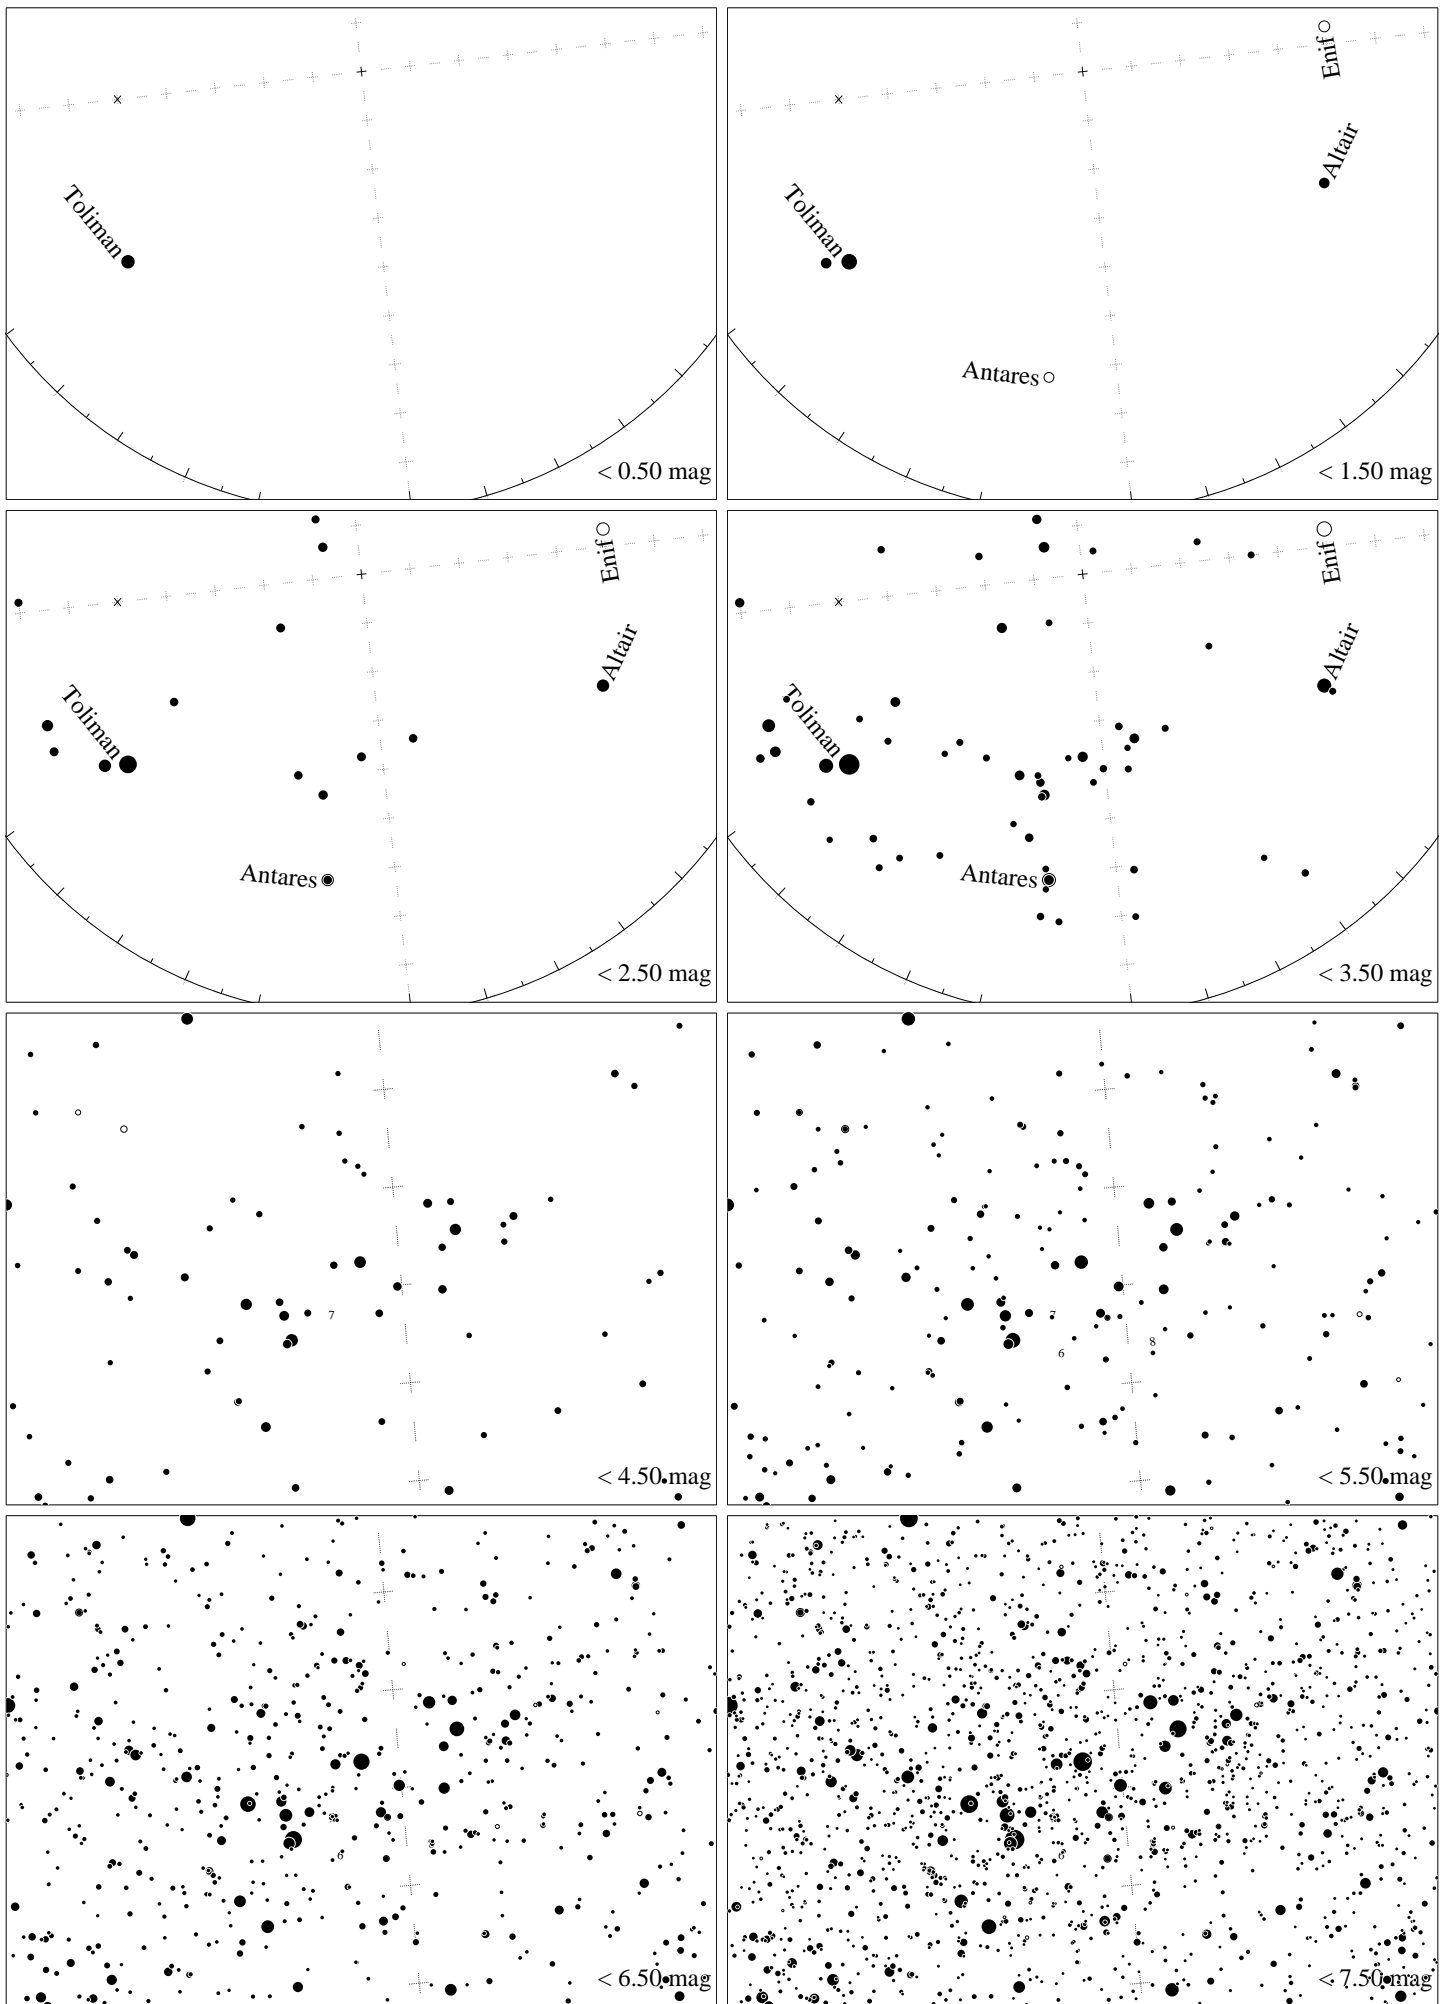 Toliman
< 0.50 mag
Enif
Altair
Toliman
Antares
< 1.50 mag
Enif
Altair
Toliman
Antares
< 2.50 mag
Enif
Altair
Toliman
Antares
< 3.50 mag
7
< 4.50 mag
7
8
6
< 5.50 mag
6
< 6.50 mag
6
< 7.50 mag